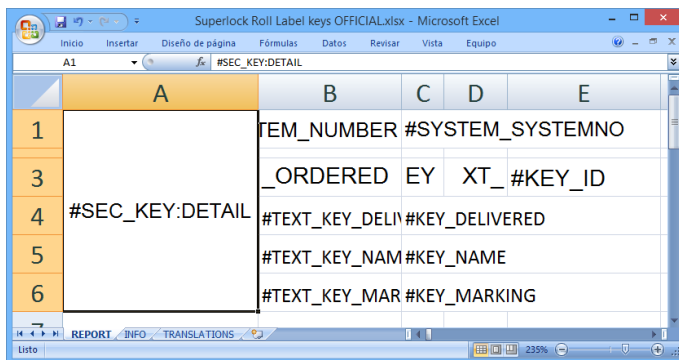 Superlock Roll Label keys OFFICIAL.xlsx - Microsoft Excel
Inicio Insertar Diseño de página Fórmulas Datos Revisar Vista Equipo
A1 fx #SEC_KEY:DETAIL
A B C D E
1 TEM_NUMBER #SYSTEM_SYSTEMNO
3 _ORDERED EY XT_ #KEY_ID
#SEC_KEY:DETAIL
4 #TEXT_KEY_DELIV #KEY_DELIVERED
5 #TEXT_KEY_NAM #KEY_NAME
6 #TEXT_KEY_MAR #KEY_MARKING
REPORT INFO TRANSLATIONS
Listo 235%